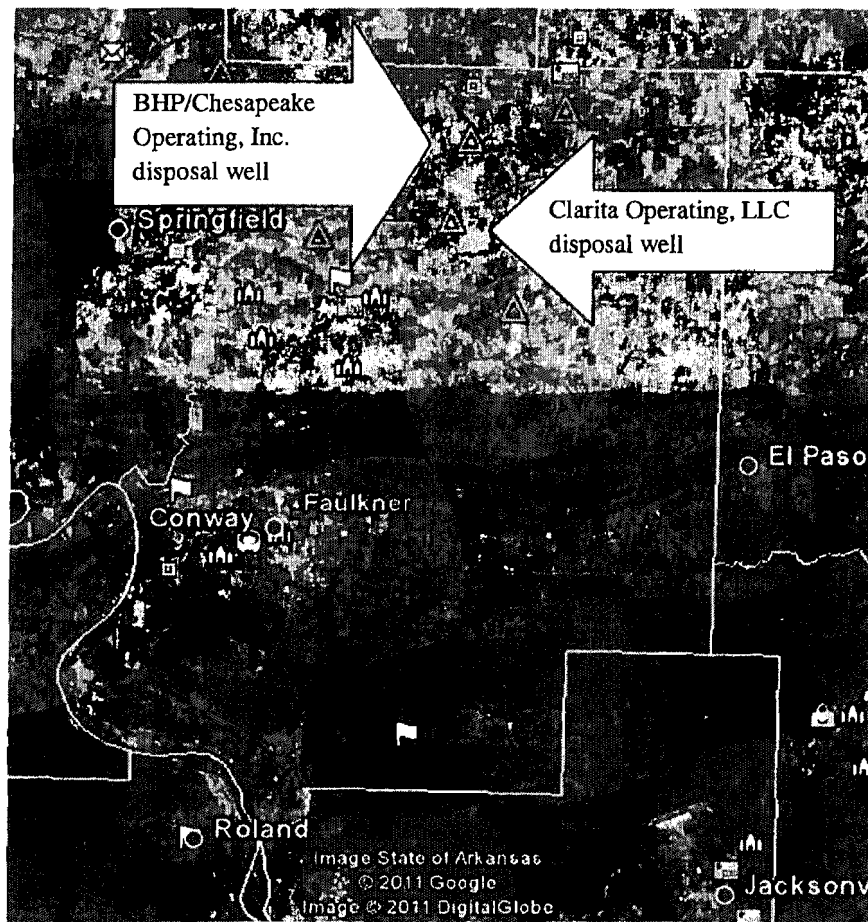 BHP/Chesapeake
Operating, Inc.
disposal well
Clarita Operating, LLC
disposal well
Springfield
El Paso
Faulkner
Conway
Roland
Image State of Arkansas
© 2011 Google
Image © 2011 DigitalGlobe
Jacksonv